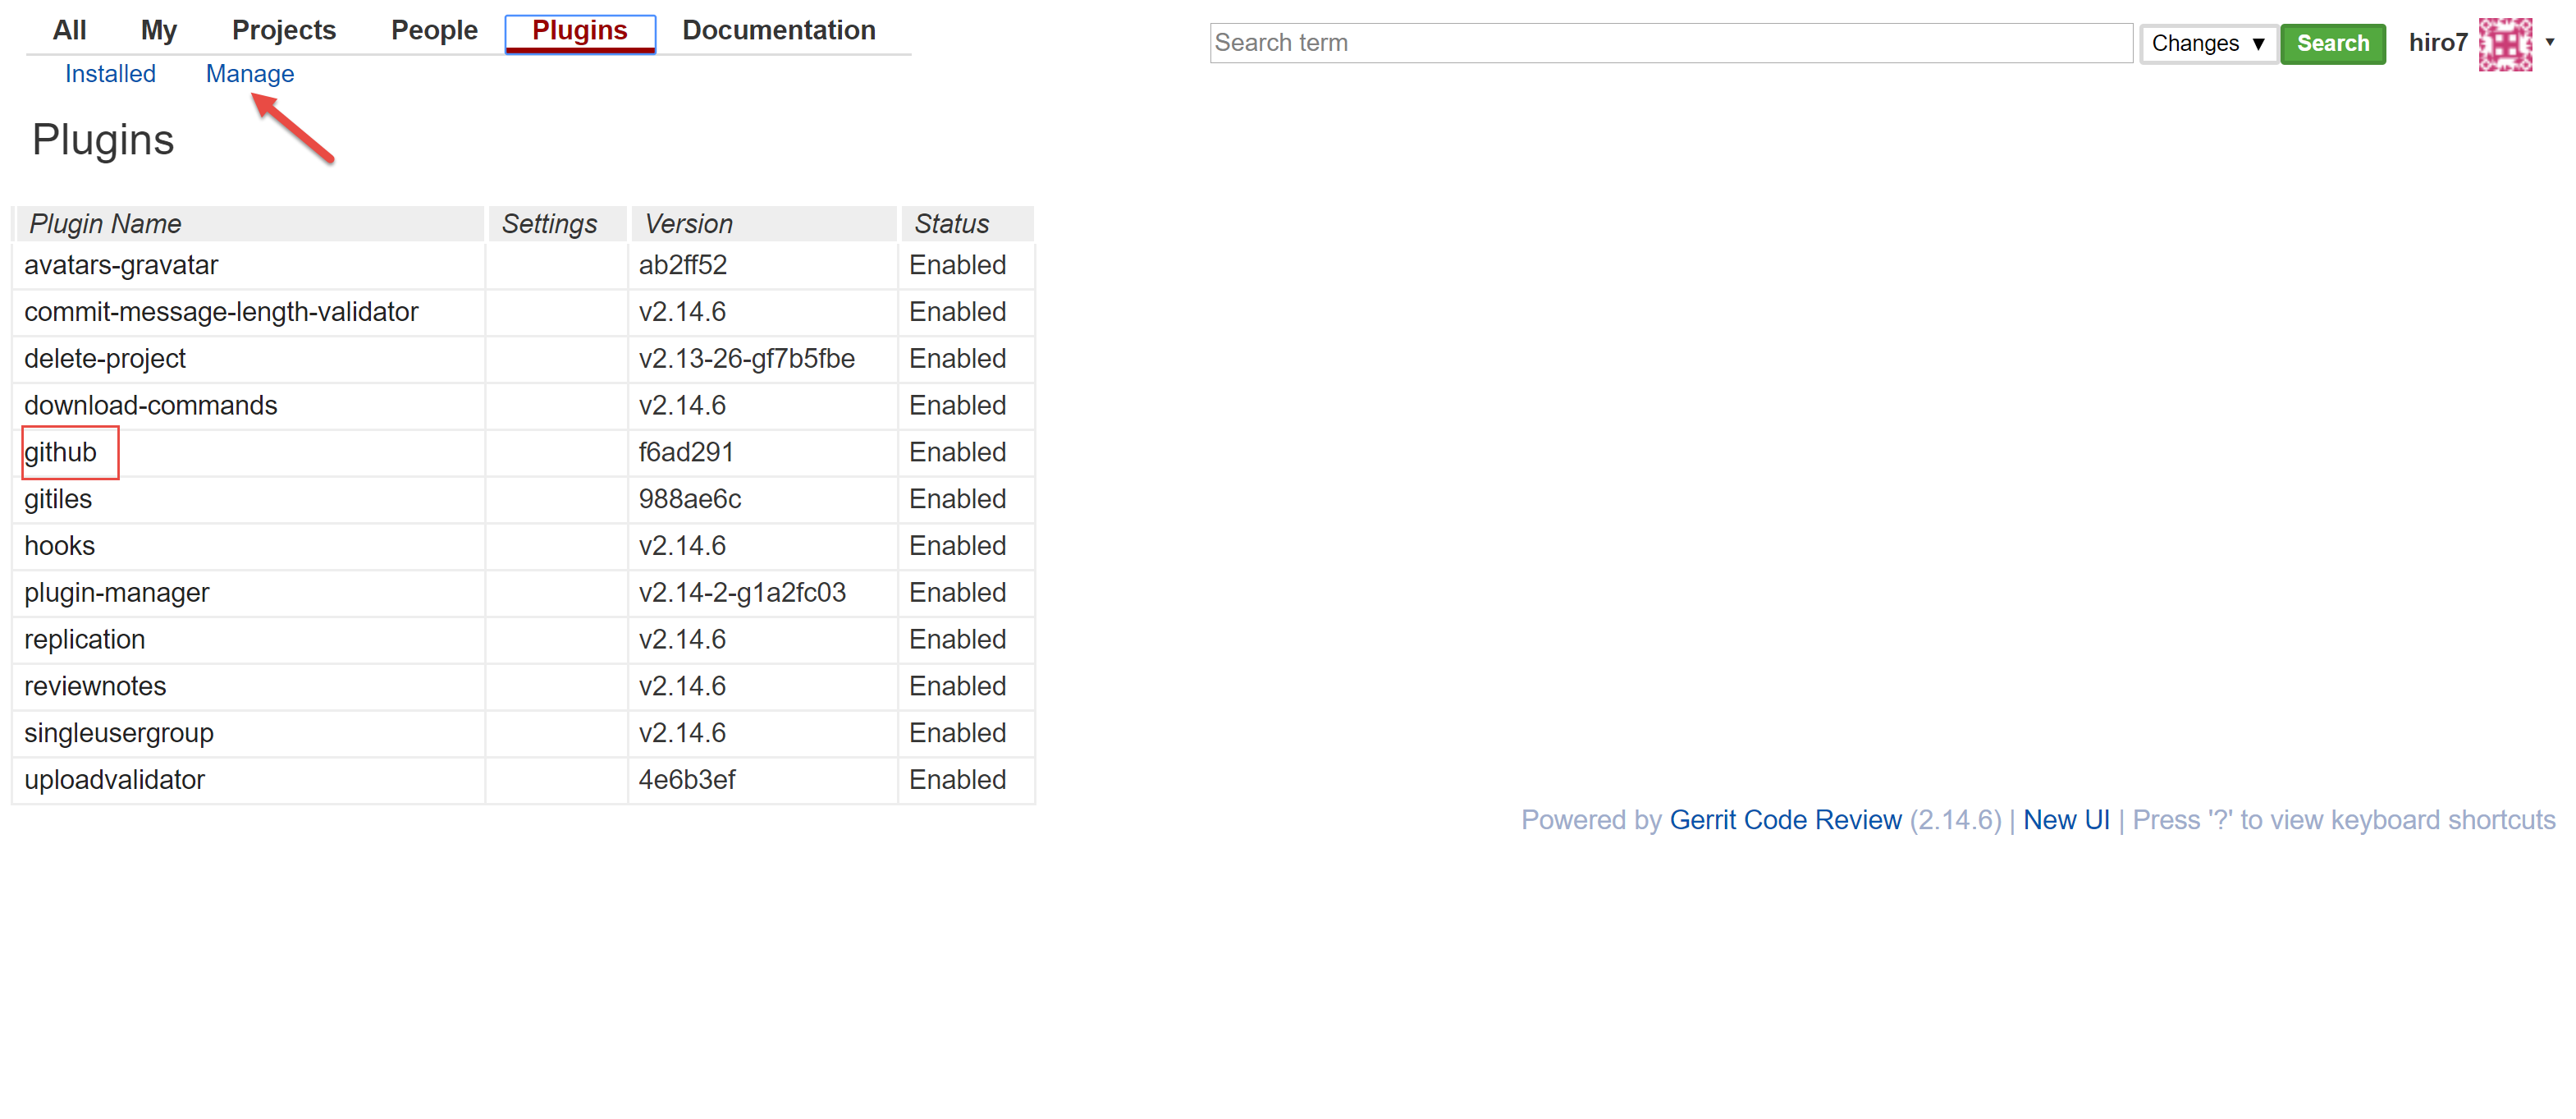 All My Projects People Plugins Documentation
Search term Changes ▼ Search hiro7 ▼
Installed Manage
Plugins
Plugin Name Settings Version Status
avatars-gravatar ab2ff52 Enabled
commit-message-length-validator v2.14.6 Enabled
delete-project v2.13-26-gf7b5fbe Enabled
download-commands v2.14.6 Enabled
github f6ad291 Enabled
gitiles 988ae6c Enabled
hooks v2.14.6 Enabled
plugin-manager v2.14-2-g1a2fc03 Enabled
replication v2.14.6 Enabled
reviewnotes v2.14.6 Enabled
singleusergroup v2.14.6 Enabled
uploadvalidator 4e6b3ef Enabled
Powered by Gerrit Code Review (2.14.6) | New UI | Press '?' to view keyboard shortcuts